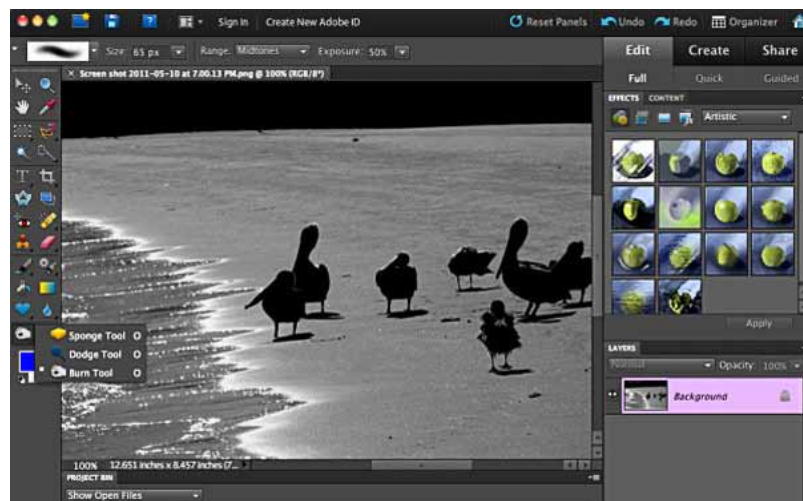 Sign In Create New Adobe ID Reset Panels Undo Redo Organizer
Size: 65 px Range: Midtones Exposure: 50% Edit Create Share
× Screen shot 2011-05-10 at 7.00.13 PM.png @ 100% (RGB/8*) Full Quick Guided
EFFECTS CONTENT
Artistic
T
Sponge Tool O
Dodge Tool O
Burn Tool O
Apply
LAYERS
Normal Opacity: 100%
Background
100% 12.651 inches x 8.457 inches (7...
PROJECT BIN
Show Open Files